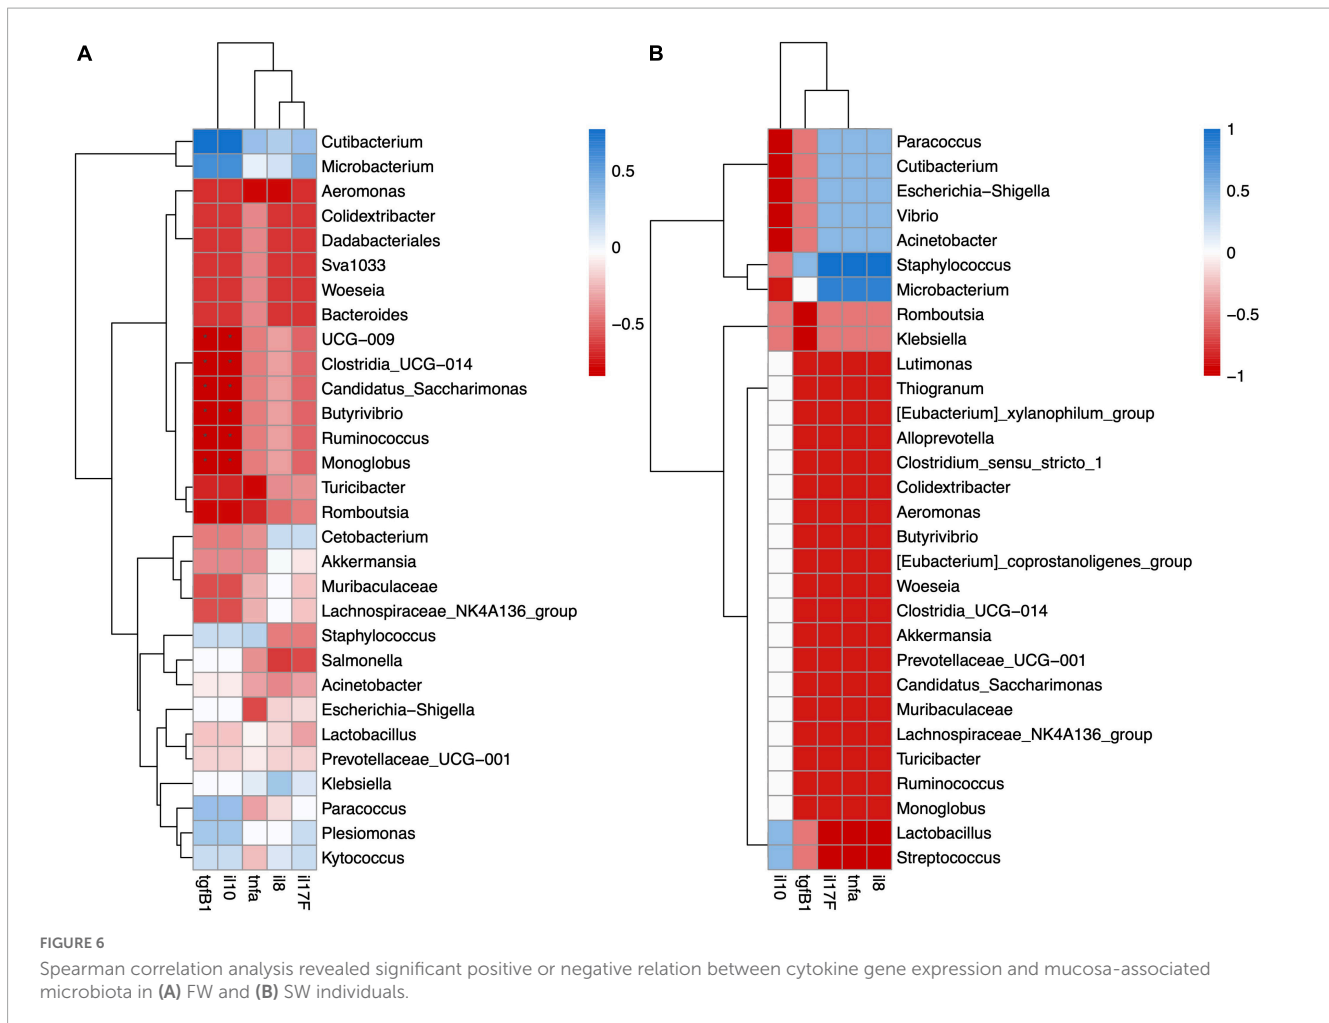 A
Cutibacterium
Microbacterium
Aeromonas
Colidextribacter
Dadabacteriales
Sva1033
Woeseia
Bacteroides
UCG−009
Clostridia_UCG−014
Candidatus_Saccharimonas
Butyrivibrio
Ruminococcus
Monoglobus
Turicibacter
Romboutsia
Cetobacterium
Akkermansia
Muribaculaceae
Lachnospiraceae_NK4A136_group
Staphylococcus
Salmonella
Acinetobacter
Escherichia−Shigella
Lactobacillus
Prevotellaceae_UCG−001
Klebsiella
Paracoccus
Plesiomonas
Kytococcus
tgfB1
il10
tnfa
il8
il17F
0.5
0
−0.5
B
Paracoccus
Cutibacterium
Escherichia−Shigella
Vibrio
Acinetobacter
Staphylococcus
Microbacterium
Romboutsia
Klebsiella
Lutimonas
Thiogranum
[Eubacterium]_xylanophilum_group
Alloprevotella
Clostridium_sensu_stricto_1
Colidextribacter
Aeromonas
Butyrivibrio
[Eubacterium]_coprostanoligenes_group
Woeseia
Clostridia_UCG−014
Akkermansia
Prevotellaceae_UCG−001
Candidatus_Saccharimonas
Muribaculaceae
Lachnospiraceae_NK4A136_group
Turicibacter
Ruminococcus
Monoglobus
Lactobacillus
Streptococcus
il10
tgfB1
il17F
tnfa
il8
1
0.5
0
−0.5
−1
FIGURE 6
Spearman correlation analysis revealed significant positive or negative relation between cytokine gene expression and mucosa-associated
microbiota in (A) FW and (B) SW individuals.